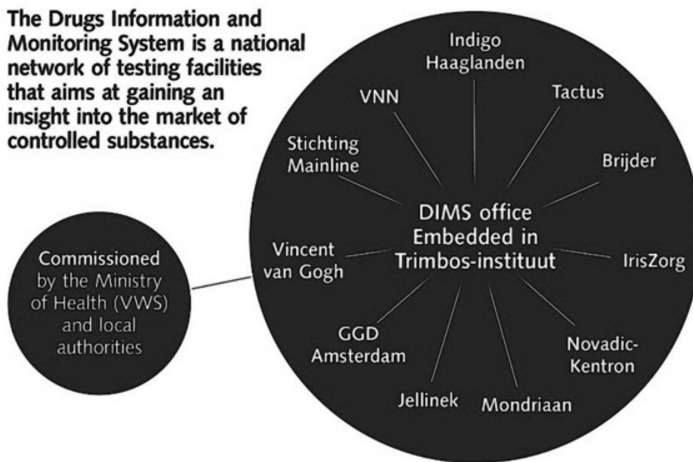 The Drugs Information and
Monitoring System is a national
network of testing facilities
that aims at gaining an
insight into the market of
controlled substances.
Indigo
Haaglanden
VNN
Tactus
Stichting
Mainline
Brijder
DIMS office
Embedded in
Trimbos-instituut
Commissioned
by the Ministry
of Health (VWS)
and local
authorities
Vincent
van Gogh
IrisZorg
GGD
Amsterdam
Novadic-
Kentron
Jellinek
Mondriaan